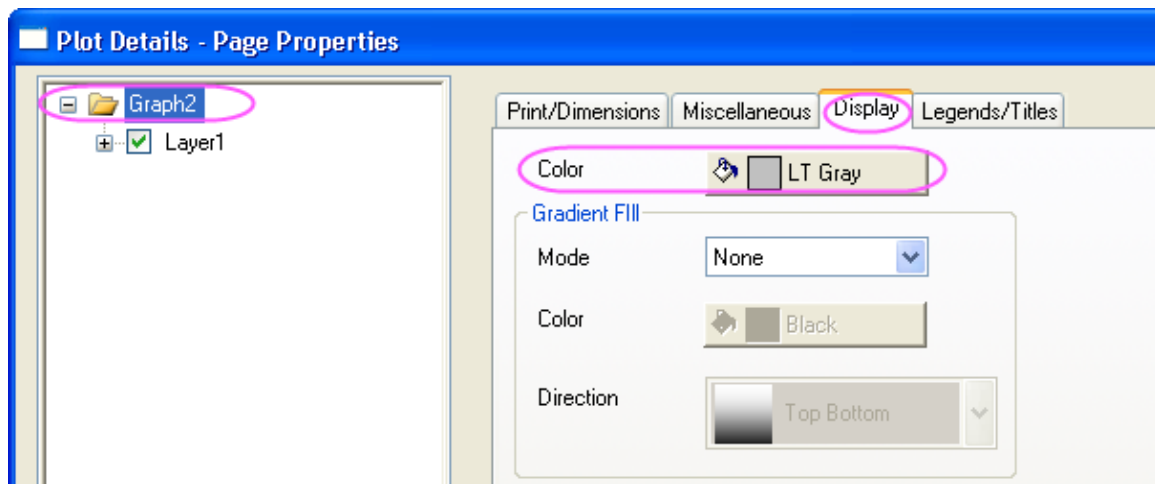 Plot Details - Page Properties
Graph2
Layer1
Print/Dimensions
Miscellaneous
Display
Legends/Titles
Color
LT Gray
Gradient FIll
Mode
None
Color
Black
Direction
Top Bottom